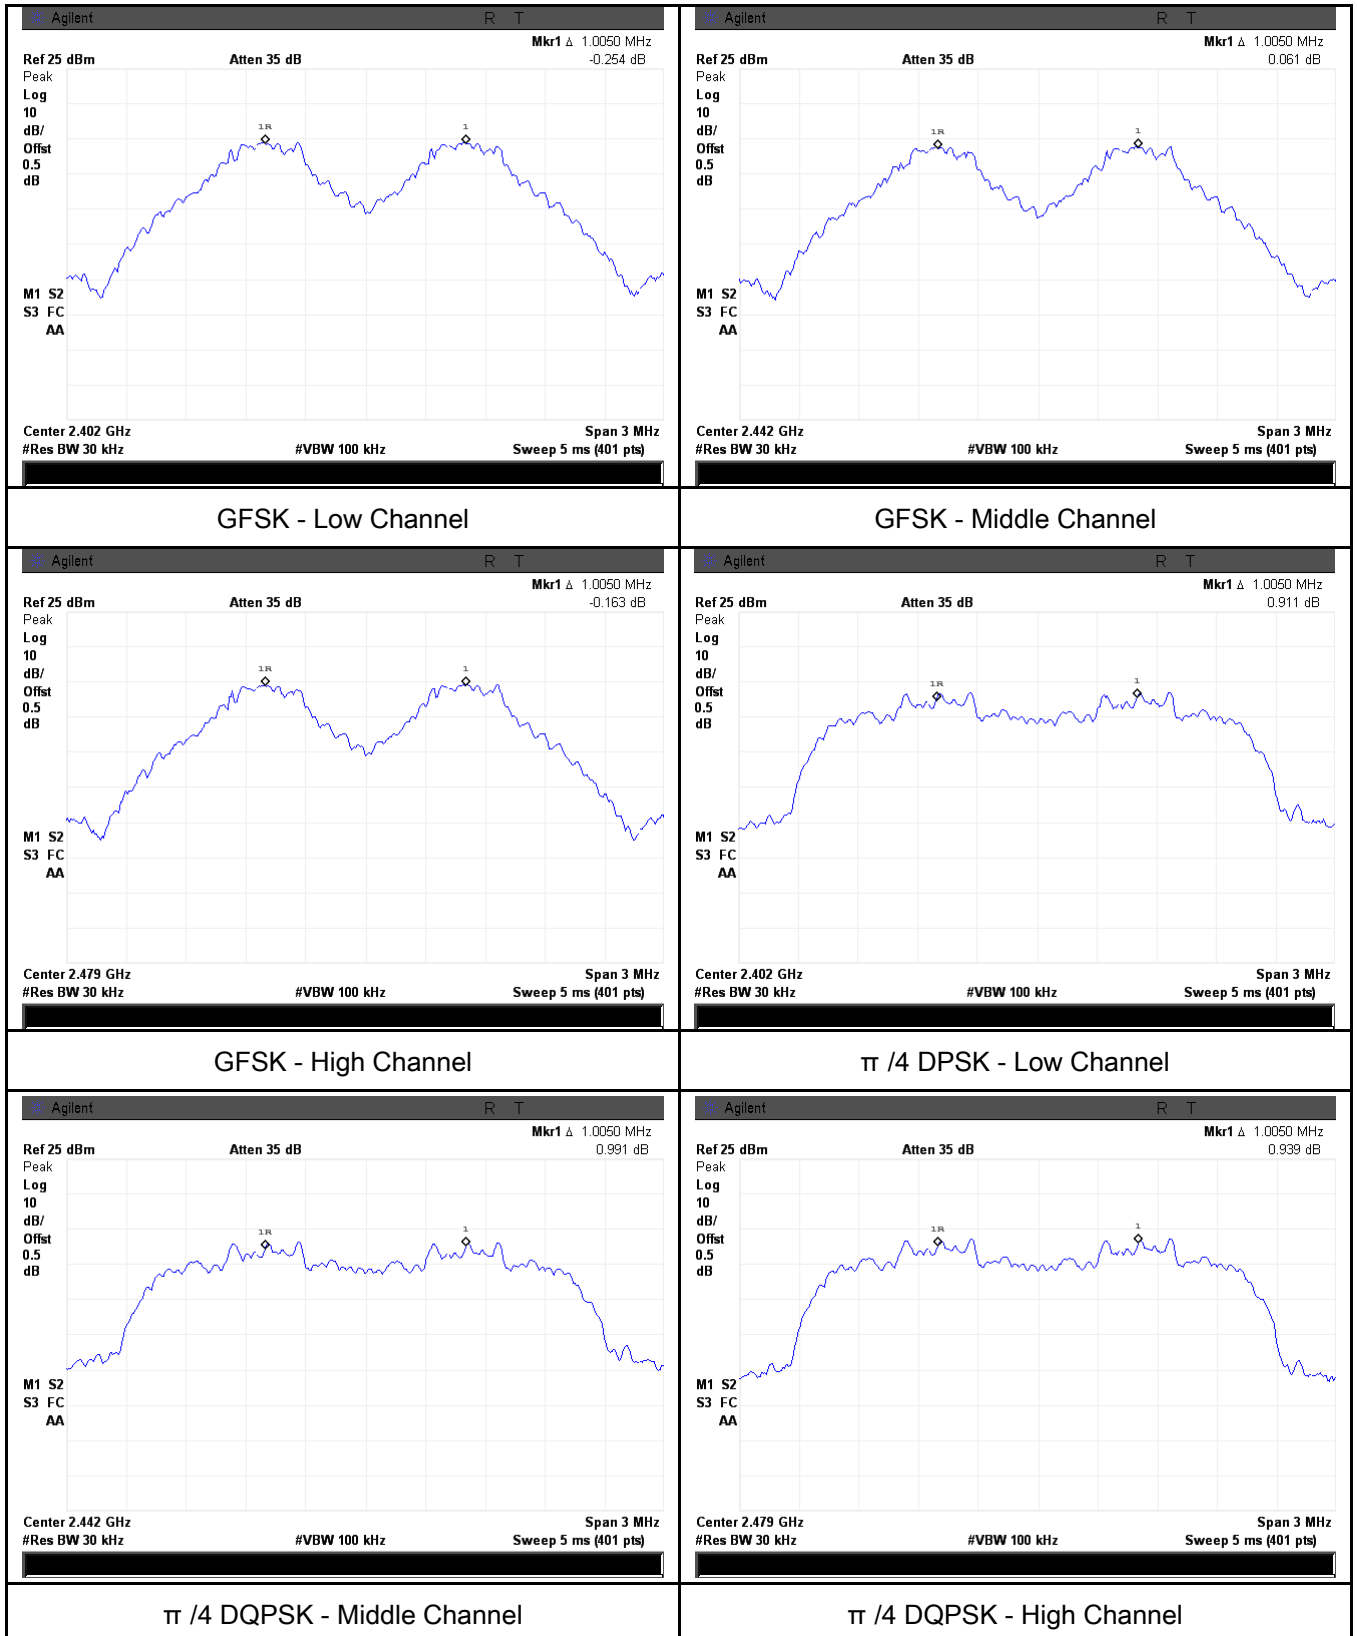 Agilent R T
Mkr1 Δ 1.0050 MHz
Ref 25 dBm Atten 35 dB -0.254 dB
Peak
Log
10
dB/
Offst
0.5
dB
1R 1
M1 S2
S3 FC
AA
Center 2.402 GHz Span 3 MHz
#Res BW 30 kHz #VBW 100 kHz Sweep 5 ms (401 pts)
GFSK - Low Channel
Agilent R T
Mkr1 Δ 1.0050 MHz
Ref 25 dBm Atten 35 dB 0.061 dB
Peak
Log
10
dB/
Offst
0.5
dB
1R 1
M1 S2
S3 FC
AA
Center 2.442 GHz Span 3 MHz
#Res BW 30 kHz #VBW 100 kHz Sweep 5 ms (401 pts)
GFSK - Middle Channel
Agilent R T
Mkr1 Δ 1.0050 MHz
Ref 25 dBm Atten 35 dB -0.163 dB
Peak
Log
10
dB/
Offst
0.5
dB
1R 1
M1 S2
S3 FC
AA
Center 2.479 GHz Span 3 MHz
#Res BW 30 kHz #VBW 100 kHz Sweep 5 ms (401 pts)
GFSK - High Channel
Agilent R T
Mkr1 Δ 1.0050 MHz
Ref 25 dBm Atten 35 dB 0.911 dB
Peak
Log
10
dB/
Offst
0.5
dB
1R 1
M1 S2
S3 FC
AA
Center 2.402 GHz Span 3 MHz
#Res BW 30 kHz #VBW 100 kHz Sweep 5 ms (401 pts)
π /4 DPSK - Low Channel
Agilent R T
Mkr1 Δ 1.0050 MHz
Ref 25 dBm Atten 35 dB 0.991 dB
Peak
Log
10
dB/
Offst
0.5
dB
1R 1
M1 S2
S3 FC
AA
Center 2.442 GHz Span 3 MHz
#Res BW 30 kHz #VBW 100 kHz Sweep 5 ms (401 pts)
π /4 DQPSK - Middle Channel
Agilent R T
Mkr1 Δ 1.0050 MHz
Ref 25 dBm Atten 35 dB 0.939 dB
Peak
Log
10
dB/
Offst
0.5
dB
1R 1
M1 S2
S3 FC
AA
Center 2.479 GHz Span 3 MHz
#Res BW 30 kHz #VBW 100 kHz Sweep 5 ms (401 pts)
π /4 DQPSK - High Channel